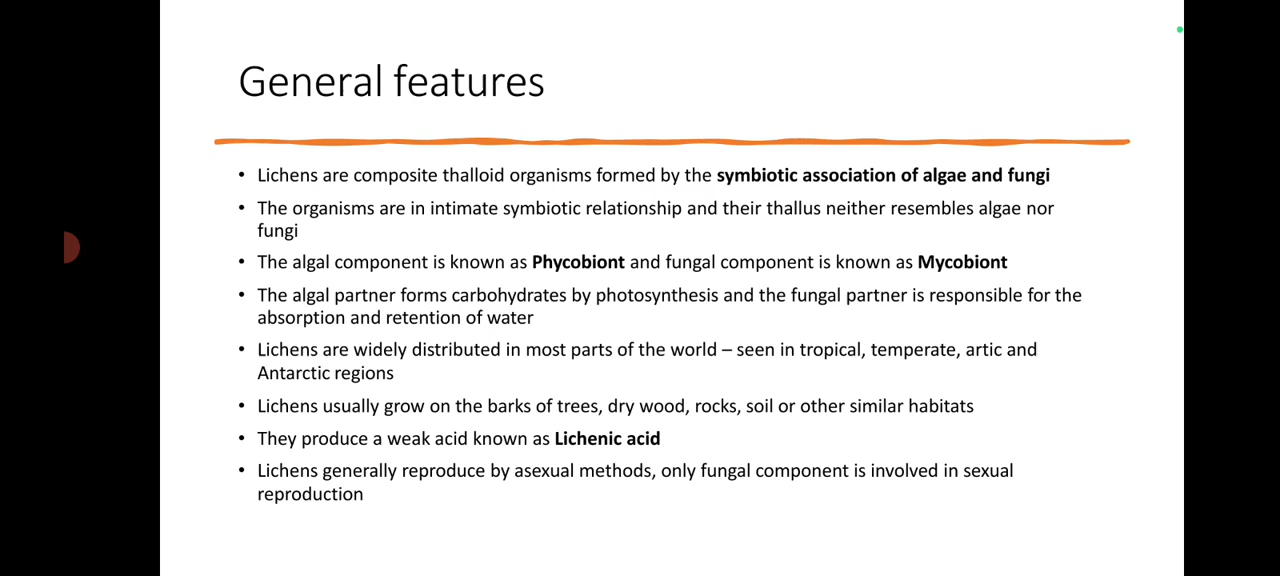 General features
• Lichens are composite thalloid organisms formed by the symbiotic association of algae and fungi
• The organisms are in intimate symbiotic relationship and their thallus neither resembles algae nor
fungi
• The algal component is known as Phycobiont and fungal component is known as Mycobiont
• The algal partner forms carbohydrates by photosynthesis and the fungal partner is responsible for the
absorption and retention of water
• Lichens are widely distributed in most parts of the world – seen in tropical, temperate, artic and
Antarctic regions
• Lichens usually grow on the barks of trees, dry wood, rocks, soil or other similar habitats
• They produce a weak acid known as Lichenic acid
• Lichens generally reproduce by asexual methods, only fungal component is involved in sexual
reproduction